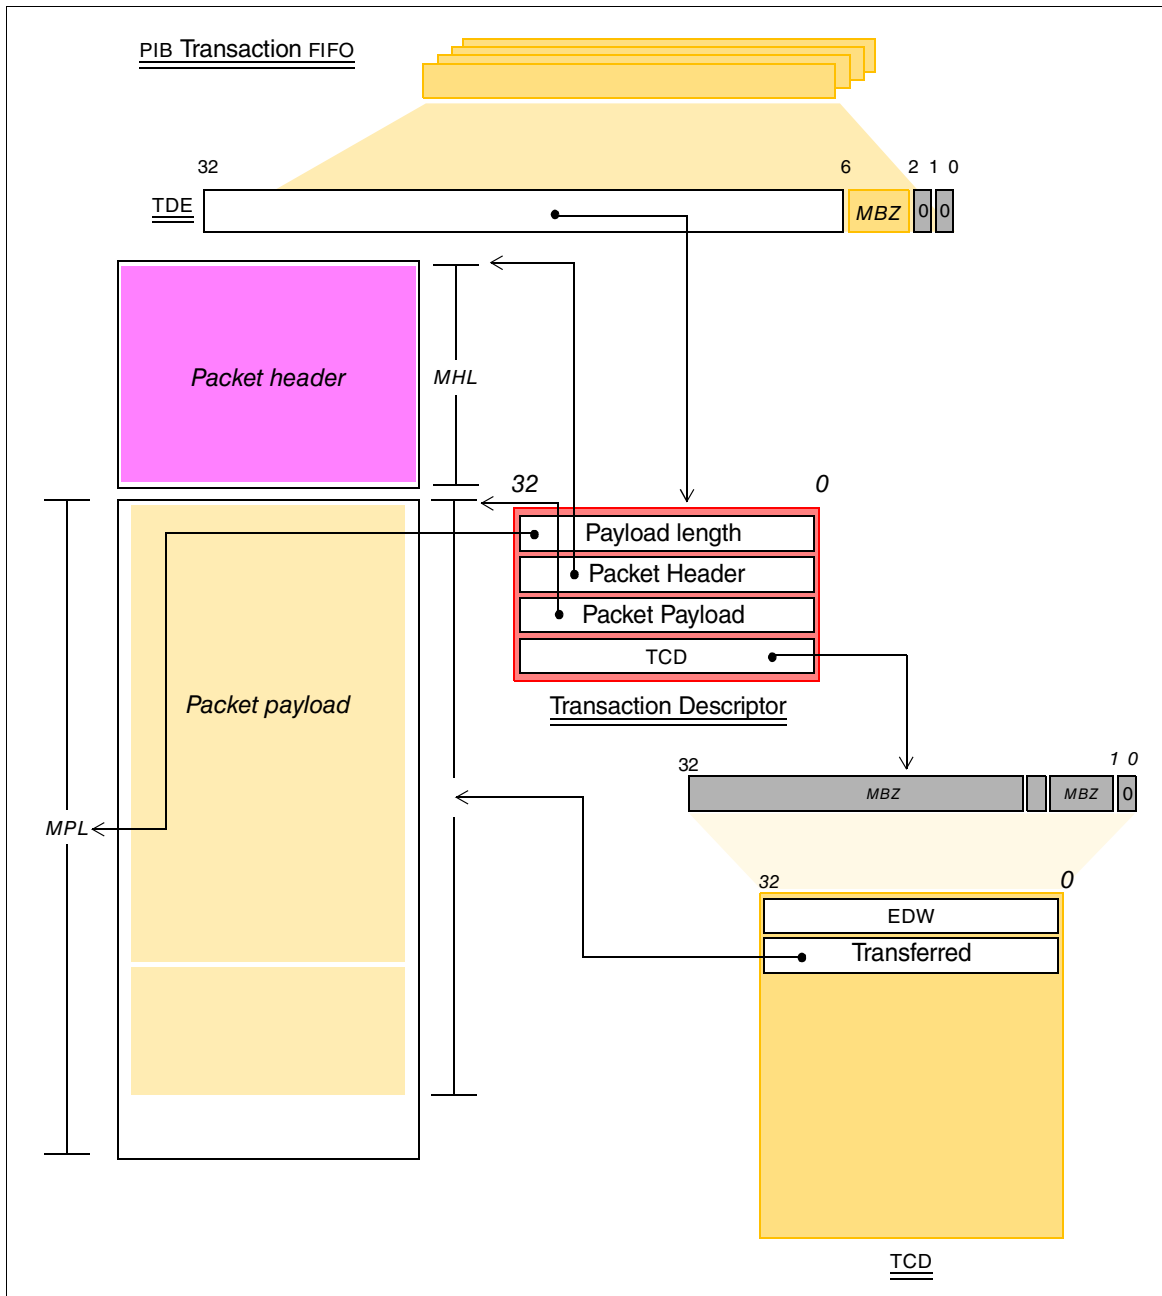 PIB Transaction FIFO
32 6 2 1 0
TDE
MBZ 0 0
Packet header
MHL
32 0
Payload length
Packet Header
Packet Payload
TCD
Transaction Descriptor
Packet payload
32 1 0
MBZ MBZ 0
MPL
32 0
EDW
Transferred
TCD